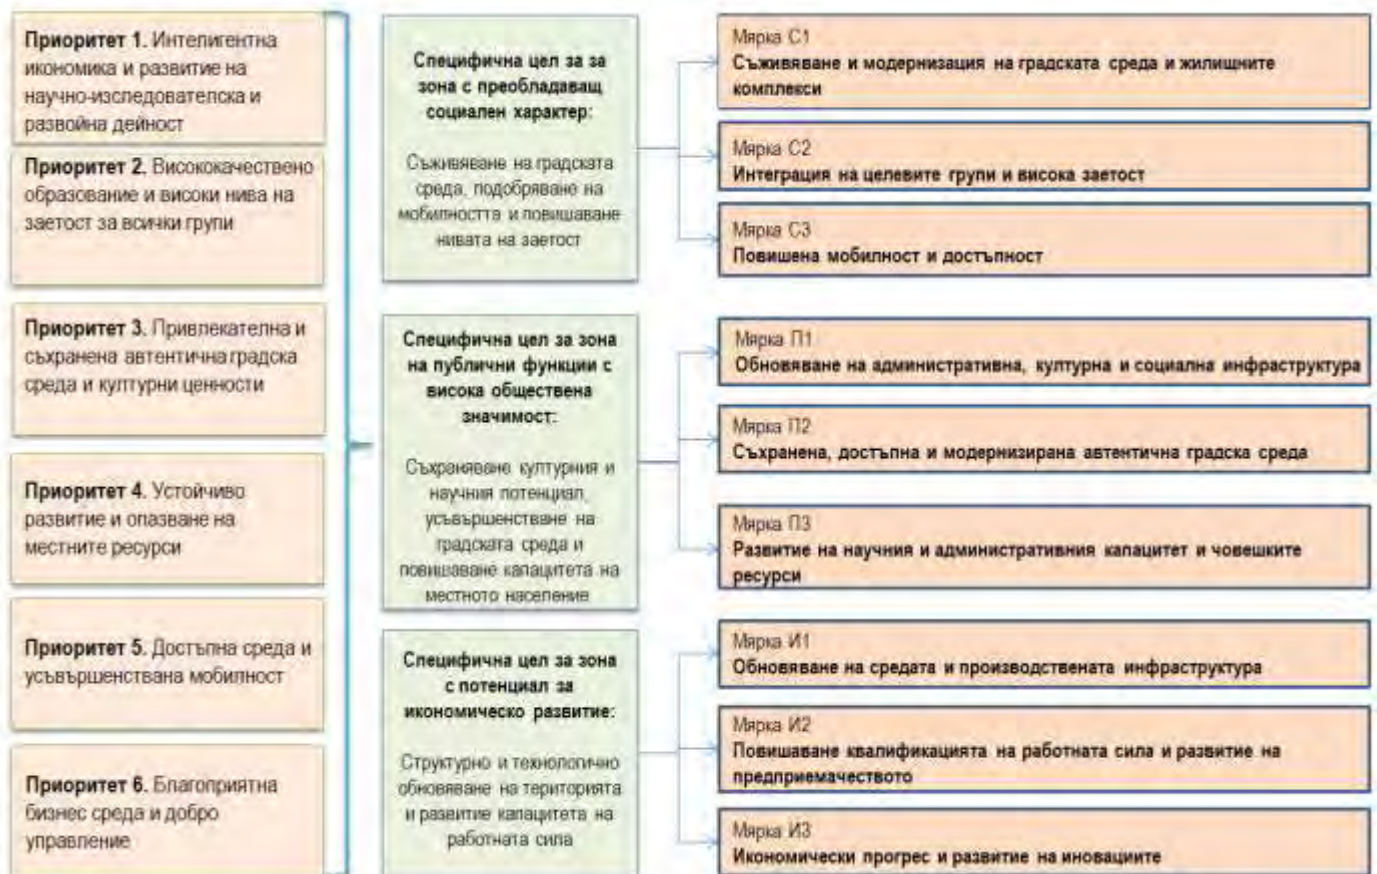 Приоритет 1. Интелигентна
икономика и развитие на
научно-изследователска и
развойна дейност
Приоритет 2. Висококачествено
образование и високи нива на
заетост за всички групи
Приоритет 3. Привлекателна и
съхранена автентична градска
среда и културни ценности
Приоритет 4. Устойчиво
развитие и опазване на
местните ресурси
Приоритет 5. Достъпна среда и
усъвършенствана мобилност
Приоритет 6. Благоприятна
бизнес среда и добро
управление
Специфична цел за за
зона с преобладаващ
социален характер:
Съживяване на градската
среда, подобряване на
мобилността и повишаване
нивата на заетост
Специфична цел за зона
на публични функции с
висока обществена
значимост:
Съхраняване културния и
научния потенциал,
усъвършенстване на
градската среда и
повишаване капацитета на
местното население
Специфична цел за зона
с потенциал за
икономическо развитие:
Структурно и технологично
обновяване на територията
и развитие капацитета на
работната сила
Мярка С1
Съживяване и модернизация на градската среда и жилищните
комплекси
Мярка С2
Интеграция на целевите групи и висока заетост
Мярка С3
Повишена мобилност и достъпност
Мярка П1
Обновяване на административна, културна и социална инфраструктура
Мярка П2
Съхранена, достъпна и модернизирана автентична градска среда
Мярка П3
Развитие на научния и административния капацитет и човешките
ресурси
Мярка И1
Обновяване на средата и производствената инфраструктура
Мярка И2
Повишаване квалификацията на работната сила и развитие на
предприемачеството
Мярка И3
Икономически прогрес и развитие на иновациите